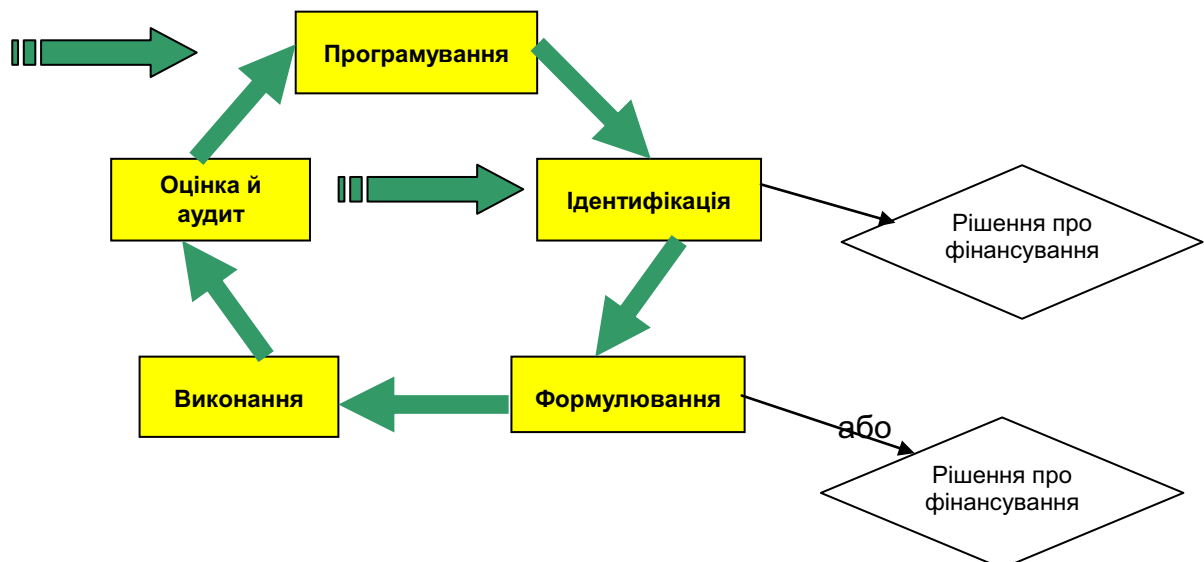 Програмування
Оцінка й
аудит
Ідентифікація
Рішення про
фінансування
Виконання
Формулювання
або
Рішення про
фінансування